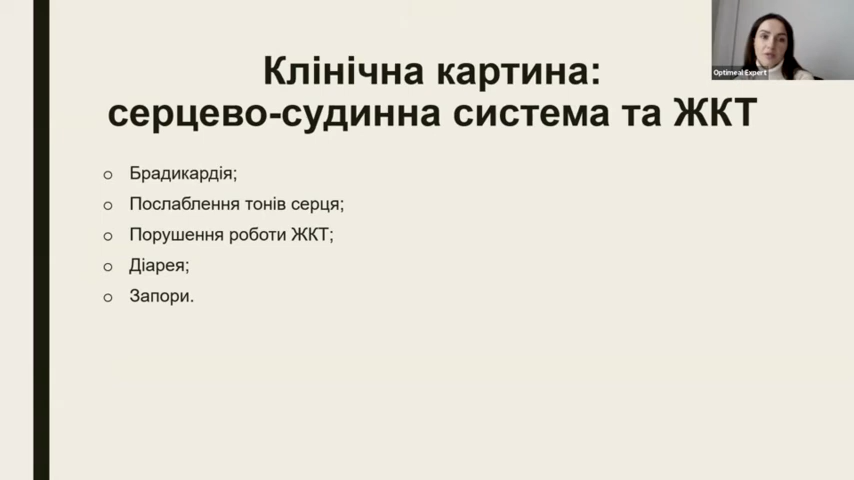 Клінічна картина:
серцево-судинна система та ЖКТ
Optimeal Expert
o Брадикардія;
o Послаблення тонів серця;
o Порушення роботи ЖКТ;
o Діарея;
o Запори.